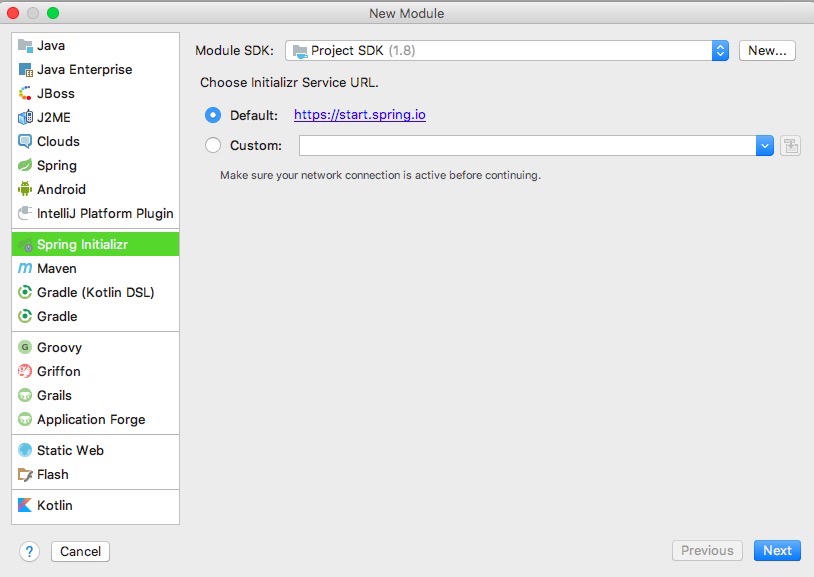 New Module
Java
Java Enterprise
JBoss
J2ME
Clouds
Spring
Android
IntelliJ Platform Plugin
Spring Initializr
Maven
Gradle (Kotlin DSL)
Gradle
Groovy
Griffon
Grails
Application Forge
Static Web
Flash
Kotlin
Module SDK: Project SDK (1.8) New...
Choose Initializr Service URL.
Default: https://start.spring.io
Custom:
Make sure your network connection is active before continuing.
? Cancel Previous Next